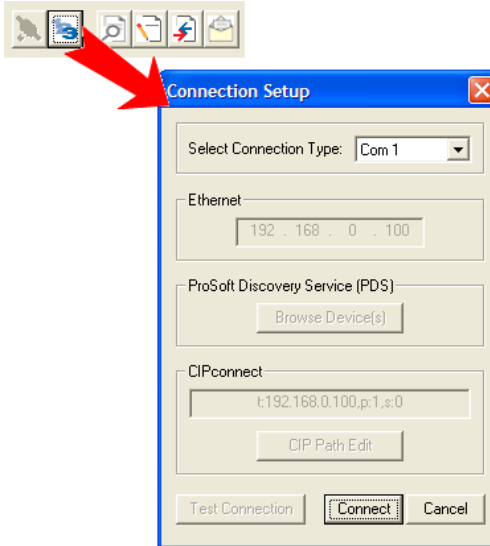 Connection Setup
Select Connection Type: Com 1
Ethernet
192 . 168 . 0 . 100
ProSoft Discovery Service (PDS)
Browse Device(s)
CIPconnect
t:192.168.0.100,p:1,s:0
CIP Path Edit
Test Connection Connect Cancel